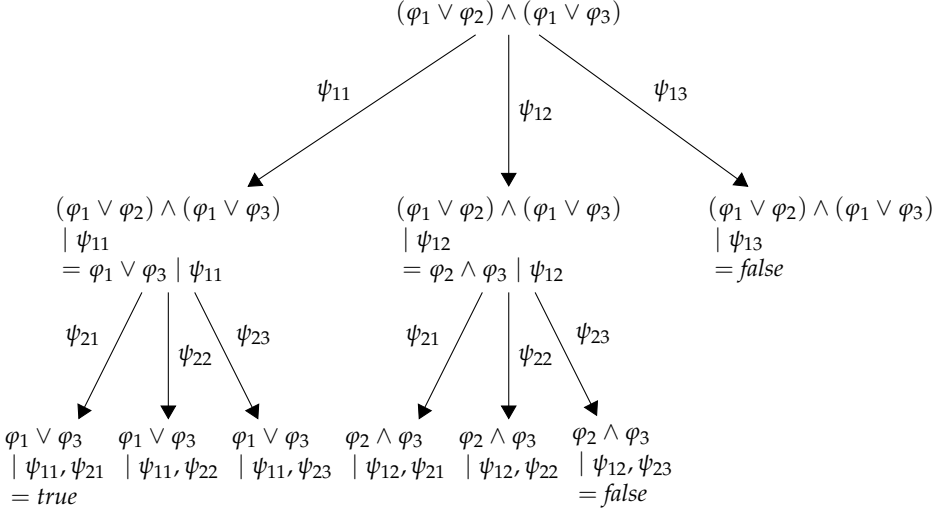 (φ₁ ∨ φ₂) ∧ (φ₁ ∨ φ₃)
ψ₁₁
ψ₁₂
ψ₁₃
(φ₁ ∨ φ₂) ∧ (φ₁ ∨ φ₃)
| ψ₁₁
= φ₁ ∨ φ₃ | ψ₁₁
(φ₁ ∨ φ₂) ∧ (φ₁ ∨ φ₃)
| ψ₁₂
= φ₂ ∧ φ₃ | ψ₁₂
(φ₁ ∨ φ₂) ∧ (φ₁ ∨ φ₃)
| ψ₁₃
= false
ψ₂₁
ψ₂₂
ψ₂₃
ψ₂₁
ψ₂₂
ψ₂₃
φ₁ ∨ φ₃
| ψ₁₁, ψ₂₁
= true
φ₁ ∨ φ₃
| ψ₁₁, ψ₂₂
φ₁ ∨ φ₃
| ψ₁₁, ψ₂₃
φ₂ ∧ φ₃
| ψ₁₂, ψ₂₁
φ₂ ∧ φ₃
| ψ₁₂, ψ₂₂
φ₂ ∧ φ₃
| ψ₁₂, ψ₂₃
= false